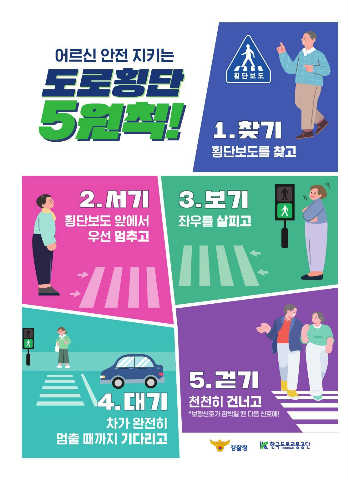 어르신 안전 지키는
도로횡단
5원칙!
횡단보도
1.찾기
횡단보도를 찾고
2.서기
횡단보도 앞에서
우선 멈추고
3.보기
좌우를 살피고
4.대기
차가 완전히
멈출 때까지 기다리고
5.걷기
천천히 건너고
*보행신호가 깜박일 땐 다음 신호에!
경찰청
한국도로교통공단